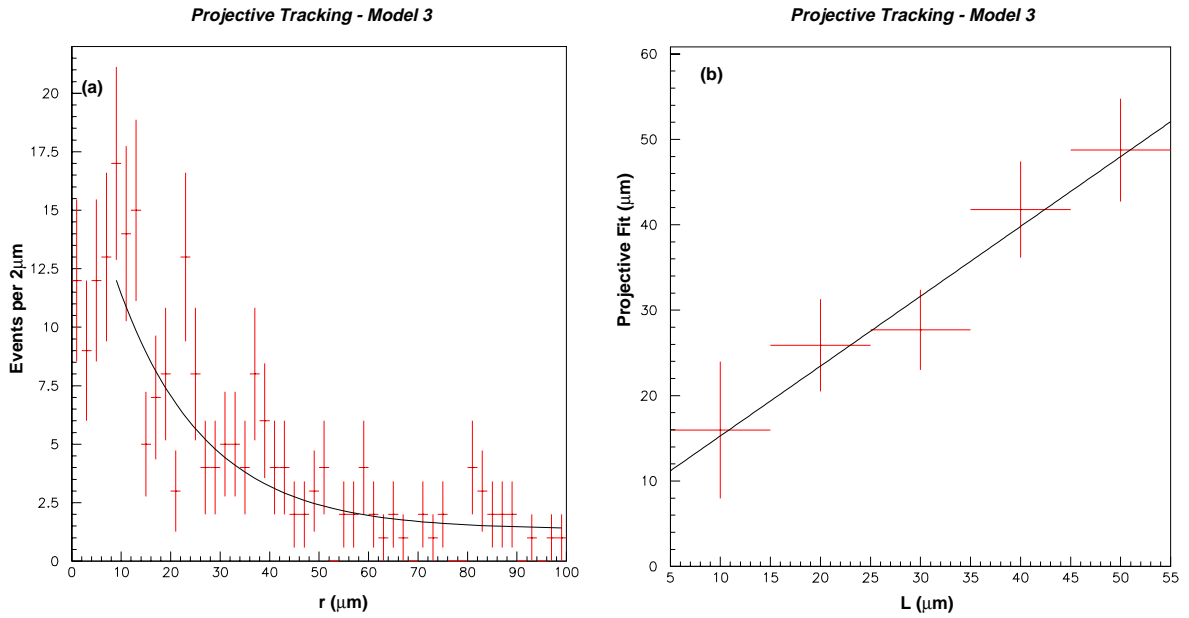 Projective Tracking - Model 3
(a)
Events per 2μm
20
17.5
15
12.5
10
7.5
5
2.5
0
0 10 20 30 40 50 60 70 80 90 100
r (μm)
Projective Tracking - Model 3
(b)
Projective Fit (μm)
60
50
40
30
20
10
0
5 10 15 20 25 30 35 40 45 50 55
L (μm)